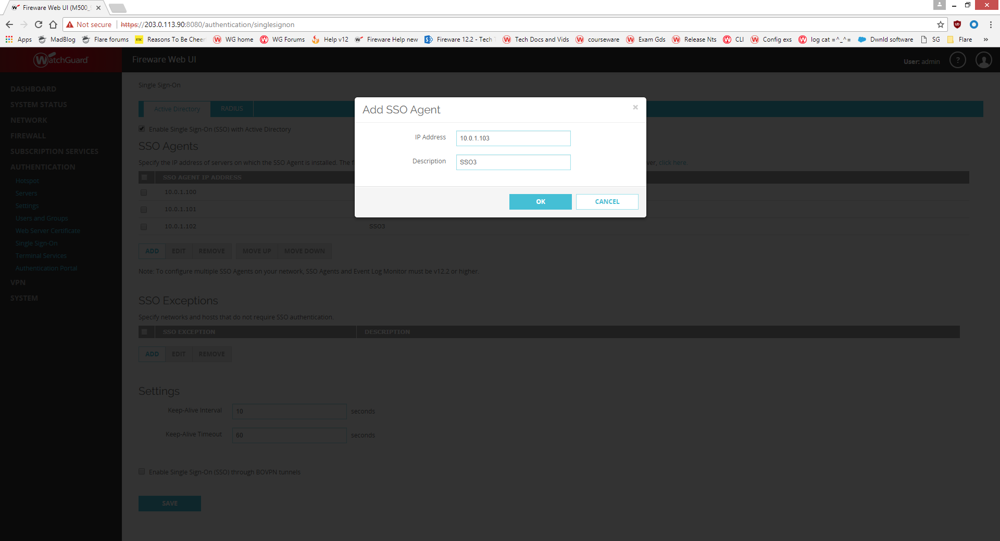 Fireware Web UI (M500_
Not secure https://203.0.113.90:8080/authentication/singlesignon
Apps MadBlog Flare forums Reasons To Be Cheer WG home WG Forums Help v12 Fireware Help new Fireware 12.2 - Tech Tech Docs and Vids courseware Exam Gds Release Nts CLI Config exs log cat =^_^= Dwnld software SG Flare »
WatchGuard Fireware Web UI User: admin ?
DASHBOARD
SYSTEM STATUS
NETWORK
FIREWALL
SUBSCRIPTION SERVICES
AUTHENTICATION
Hotspot
Servers
Settings
Users and Groups
Web Server Certificate
Single Sign-On
Terminal Services
Authentication Portal
VPN
SYSTEM
Single Sign-On
Active Directory RADIUS
Enable Single Sign-On (SSO) with Active Directory
SSO Agents
Specify the IP address of servers on which the SSO Agent is installed. The f
ver, click here.
SSO AGENT IP ADDRESS
10.0.1.100
10.0.1.101
10.0.1.102 SSO3
ADD EDIT REMOVE MOVE UP MOVE DOWN
Note: To configure multiple SSO Agents on your network, SSO Agents and Event Log Monitor must be v12.2 or higher.
SSO Exceptions
Specify networks and hosts that do not require SSO authentication.
SSO EXCEPTION DESCRIPTION
ADD EDIT REMOVE
Settings
Keep-Alive Interval 10 seconds
Keep-Alive Timeout 60 seconds
Enable Single Sign-On (SSO) through BOVPN tunnels
SAVE
Add SSO Agent ×
IP Address 10.0.1.103
Description SSO3
OK CANCEL